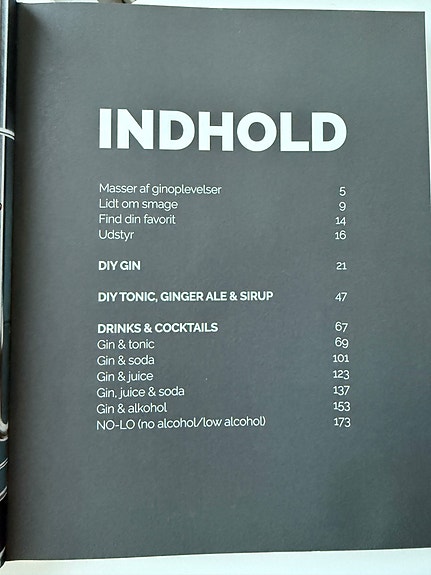 INDHOLD
Masser af ginoplevelser 5
Lidt om smage 9
Find din favorit 14
Udstyr 16
DIY GIN 21
DIY TONIC, GINGER ALE & SIRUP 47
DRINKS & COCKTAILS 67
Gin & tonic 69
Gin & soda 101
Gin & juice 123
Gin, juice & soda 137
Gin & alkohol 153
NO-LO (no alcohol/low alcohol) 173